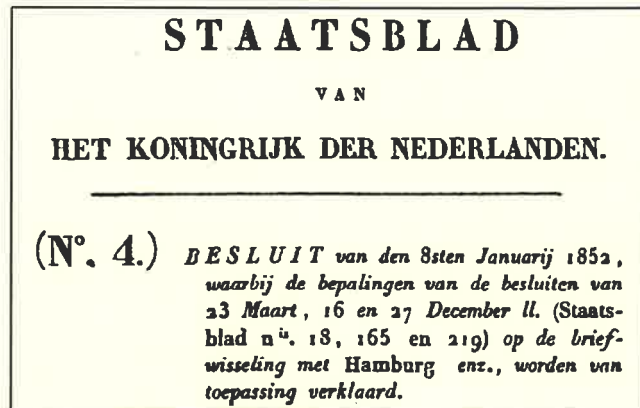 STAATSBLAD
VAN
HET KONINGRIJK DER NEDERLANDEN.
(N°. 4.) BESLUIT van den 8sten Januarij 1852,
waarbij de bepalingen van de besluiten van
23 Maart, 16 en 27 December ll. (Staats-
blad nis. 18, 165 en 219) op de brief-
wisseling met Hamburg enz., worden van
toepassing verklaard.